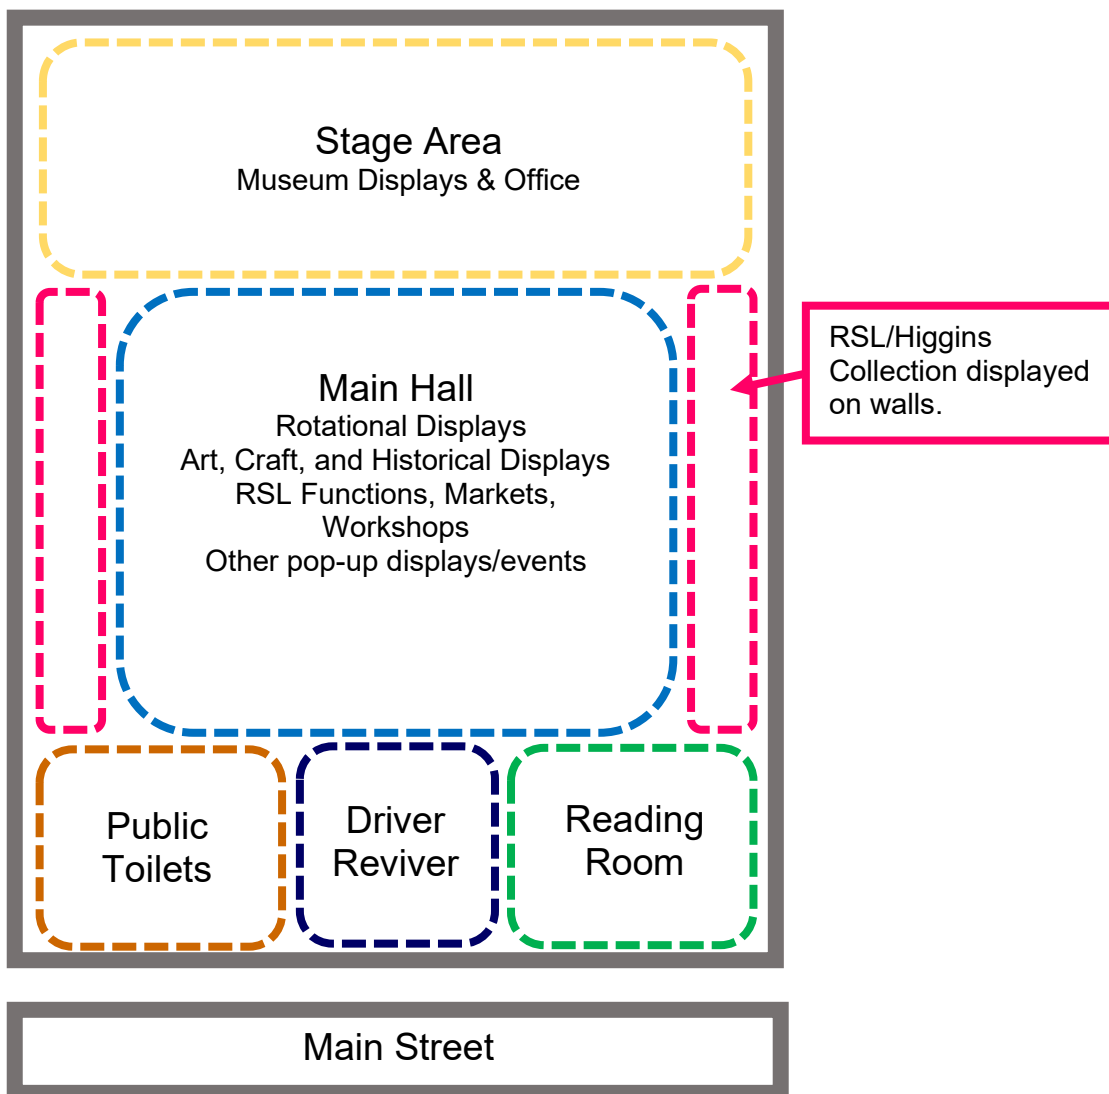 Stage Area
Museum Displays & Office
RSL/Higgins
Collection displayed
on walls.
Main Hall
Rotational Displays
Art, Craft, and Historical Displays
RSL Functions, Markets,
Workshops
Other pop-up displays/events
Public
Toilets
Driver
Reviver
Reading
Room
Main Street